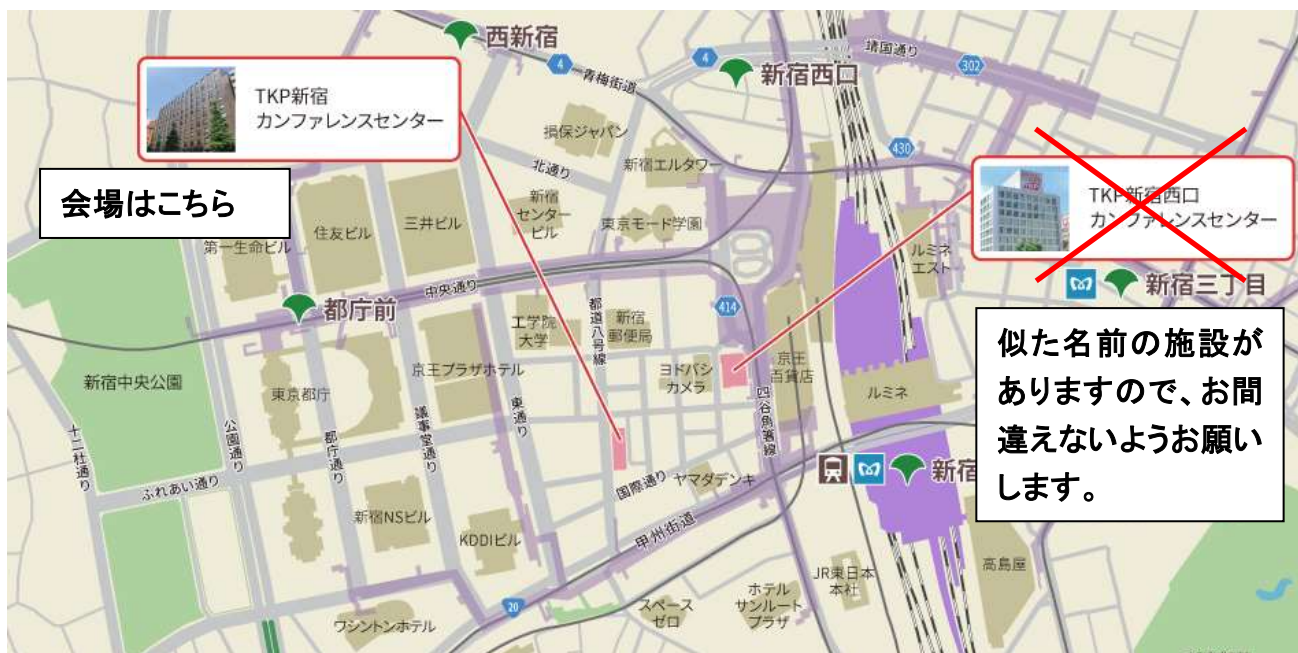 西新宿
4
青梅街道
4
新宿西口
靖国通り
302
TKP新宿
カンファレンスセンター
損保ジャパン
北通り
新宿エルタワー
430
TKP新宿西口
カンファレンスセンター
会場はこちら
第一生命ビル
住友ビル
三井ビル
新宿
センター
ビル
東京モード学園
ルミネ
エスト
新宿三丁目
都庁前
中央通り
都道八号線
414
工学院
大学
新宿
郵便局
似た名前の施設が
ありますので、お間
違えないようお願い
します。
新宿中央公園
東京都庁
京王プラザホテル
ヨドバシ
カメラ
京王
百貨店
ルミネ
十二社通り
公園通り
都庁通り
議事堂通り
東通り
四谷角筈線
ふれあい通り
国際通り
ヤマダデンキ
新宿
新宿NSビル
KDDIビル
甲州街道
高島屋
JR東日本
本社
ホテル
サンルート
プラザ
スペース
ゼロ
20
ワシントンホテル